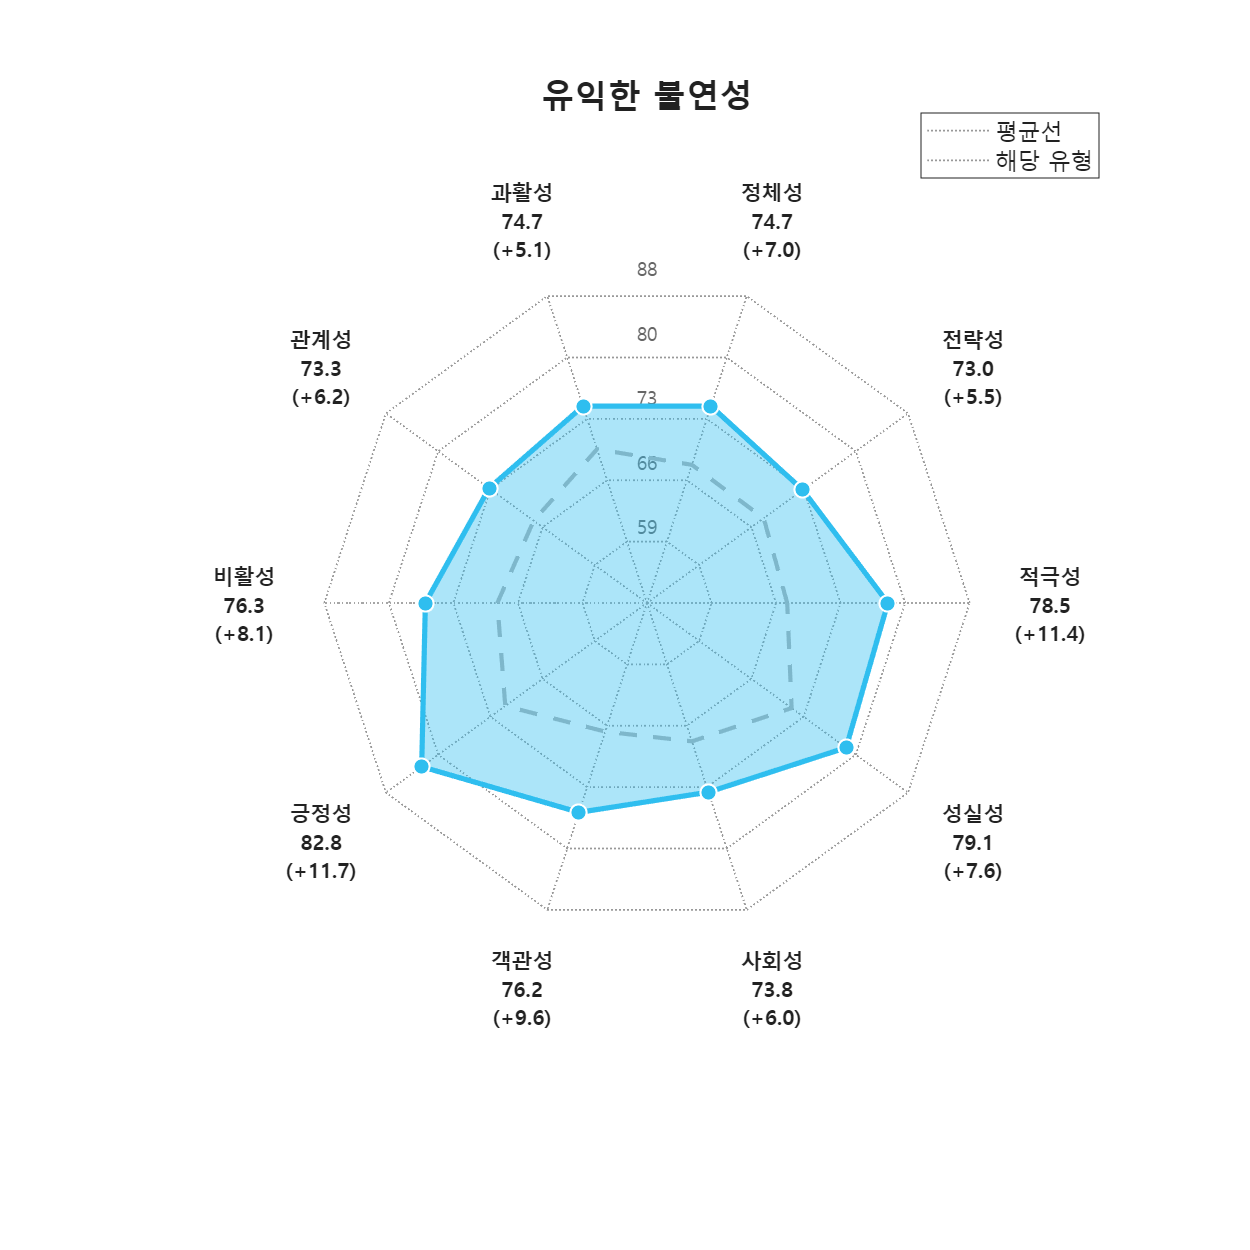 유익한 불연성
평균선
해당 유형
과활성
74.7
(+5.1)
정체성
74.7
(+7.0)
88
80
73
66
59
관계성
73.3
(+6.2)
전략성
73.0
(+5.5)
비활성
76.3
(+8.1)
적극성
78.5
(+11.4)
긍정성
82.8
(+11.7)
성실성
79.1
(+7.6)
객관성
76.2
(+9.6)
사회성
73.8
(+6.0)